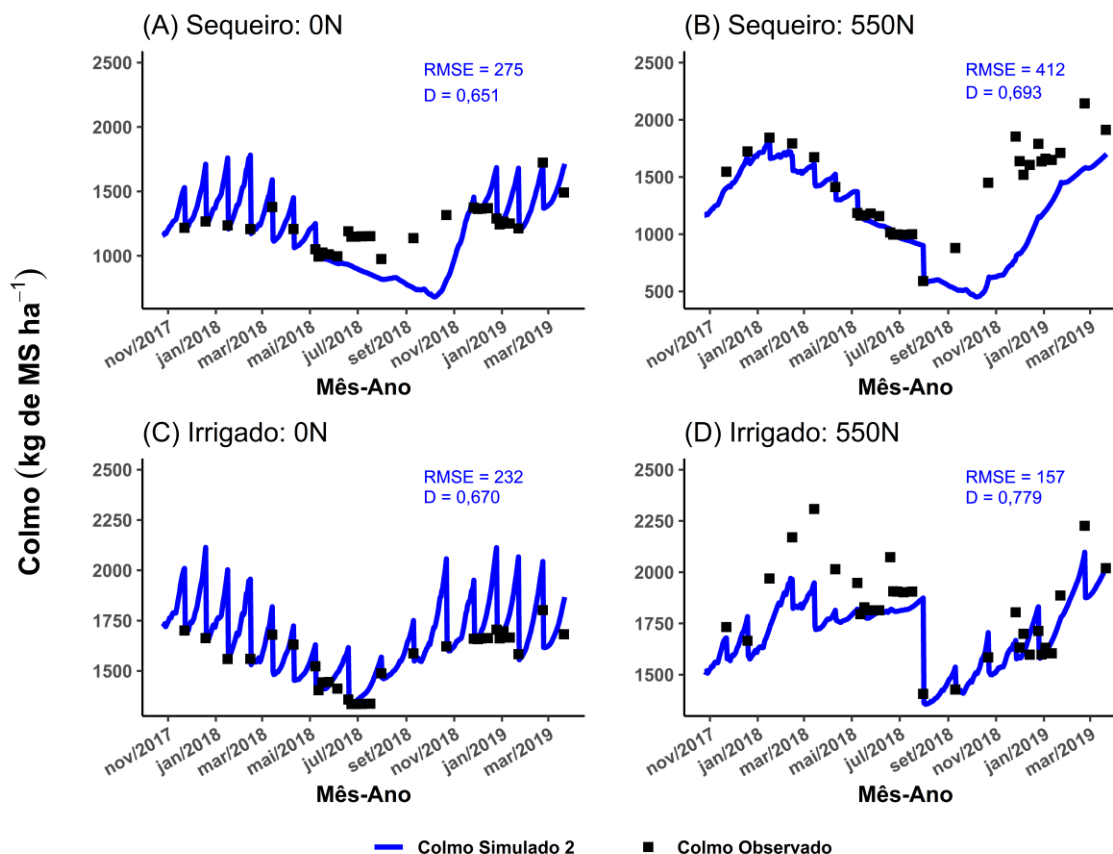 Colmo (kg de MS ha⁻¹)
(A) Sequeiro: 0N
RMSE = 275
D = 0,651
2500
2000
1500
1000
nov/2017
jan/2018
mar/2018
mai/2018
jul/2018
set/2018
nov/2018
jan/2019
mar/2019
Mês-Ano
(B) Sequeiro: 550N
RMSE = 412
D = 0,693
2500
2000
1500
1000
500
nov/2017
jan/2018
mar/2018
mai/2018
jul/2018
set/2018
nov/2018
jan/2019
mar/2019
Mês-Ano
(C) Irrigado: 0N
RMSE = 232
D = 0,670
2500
2250
2000
1750
1500
nov/2017
jan/2018
mar/2018
mai/2018
jul/2018
set/2018
nov/2018
jan/2019
mar/2019
Mês-Ano
(D) Irrigado: 550N
RMSE = 157
D = 0,779
2500
2250
2000
1750
1500
nov/2017
jan/2018
mar/2018
mai/2018
jul/2018
set/2018
nov/2018
jan/2019
mar/2019
Mês-Ano
Colmo Simulado 2
Colmo Observado